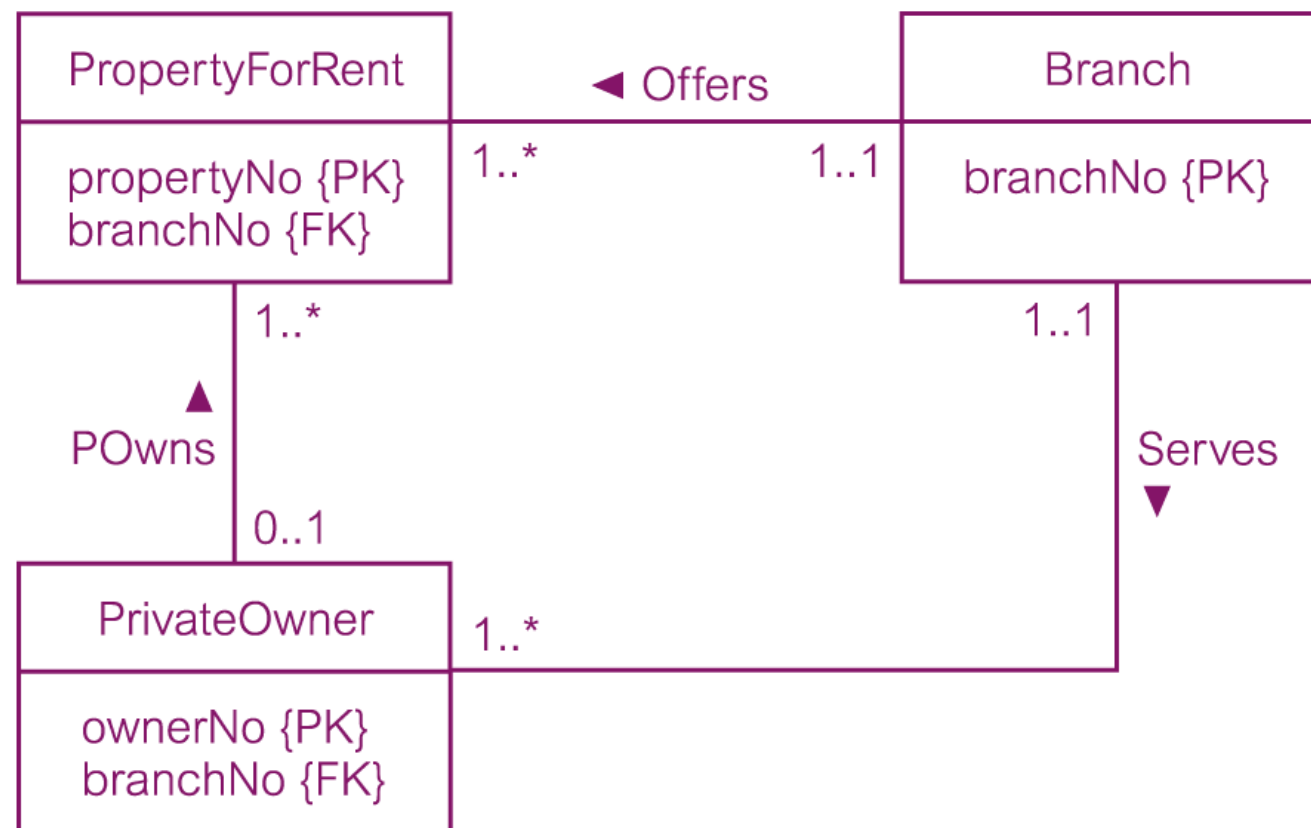 PropertyForRent
propertyNo {PK}
branchNo {FK}
◄ Offers
1..*
1..1
Branch
branchNo {PK}
1..*
▲
POwns
0..1
1..1
Serves
▼
PrivateOwner
ownerNo {PK}
branchNo {FK}
1..*